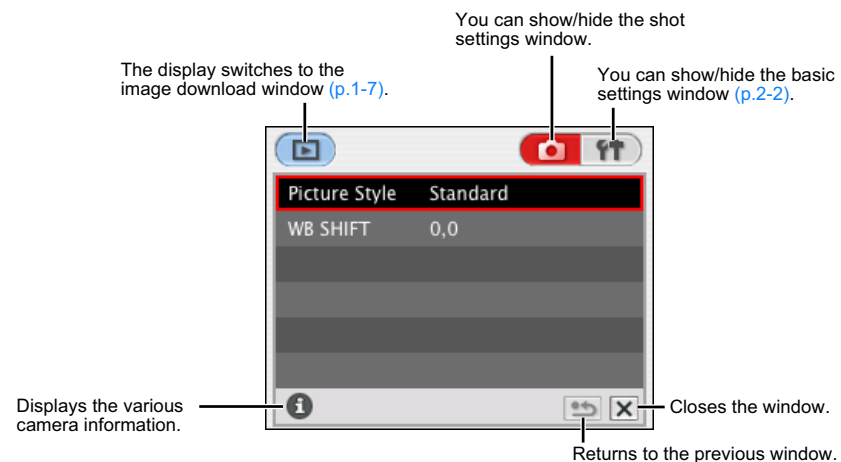 You can show/hide the shot
settings window.
The display switches to the
image download window (p.1-7).
You can show/hide the basic
settings window (p.2-2).
Picture Style Standard
WB SHIFT 0,0
Displays the various
camera information.
Closes the window.
Returns to the previous window.